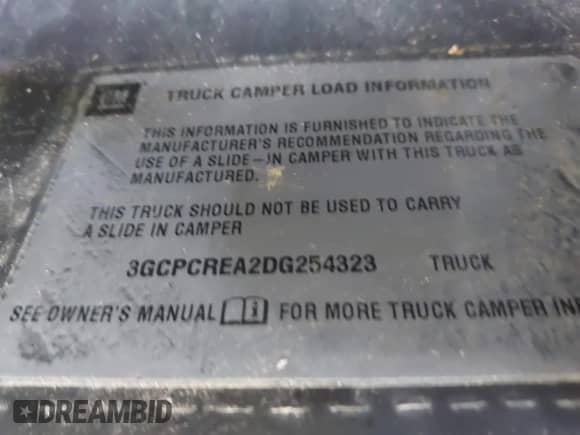 GM TRUCK CAMPER LOAD INFORMATION
THIS INFORMATION IS FURNISHED TO INDICATE THE
MANUFACTURER'S RECOMMENDATION REGARDING THE
USE OF A SLIDE-IN CAMPER WITH THIS TRUCK AS
MANUFACTURED.
THIS TRUCK SHOULD NOT BE USED TO CARRY
A SLIDE IN CAMPER
3GCPCREA2DG254323 TRUCK
SEE OWNER'S MANUAL i FOR MORE TRUCK CAMPER
DREAMBID